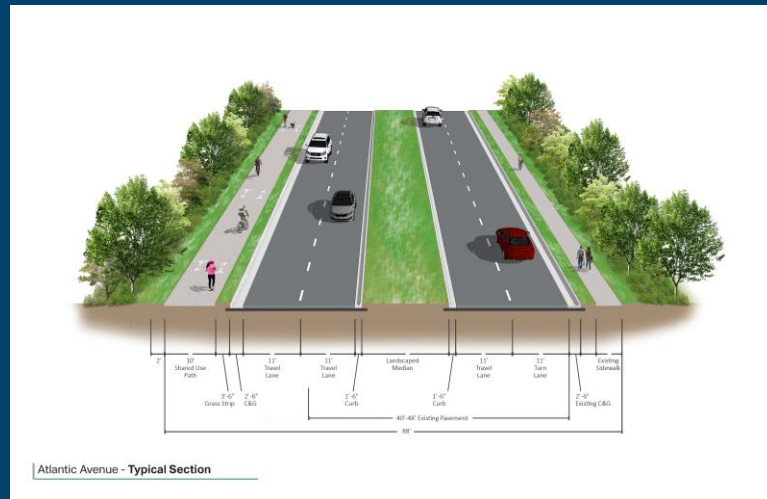 2'
10'
Shared Use
Path
11'
Travel
Lane
11'
Travel
Lane
Landscaped
Median
11'
Travel
Lane
11'
Turn
Lane
Existing
Sidewalk
3'-6"
Grass Strip
2'-6"
C&G
1'-6"
Curb
1'-6"
Curb
2'-6"
Existing C&G
40'-48' Existing Pavement
88'
Atlantic Avenue - Typical Section